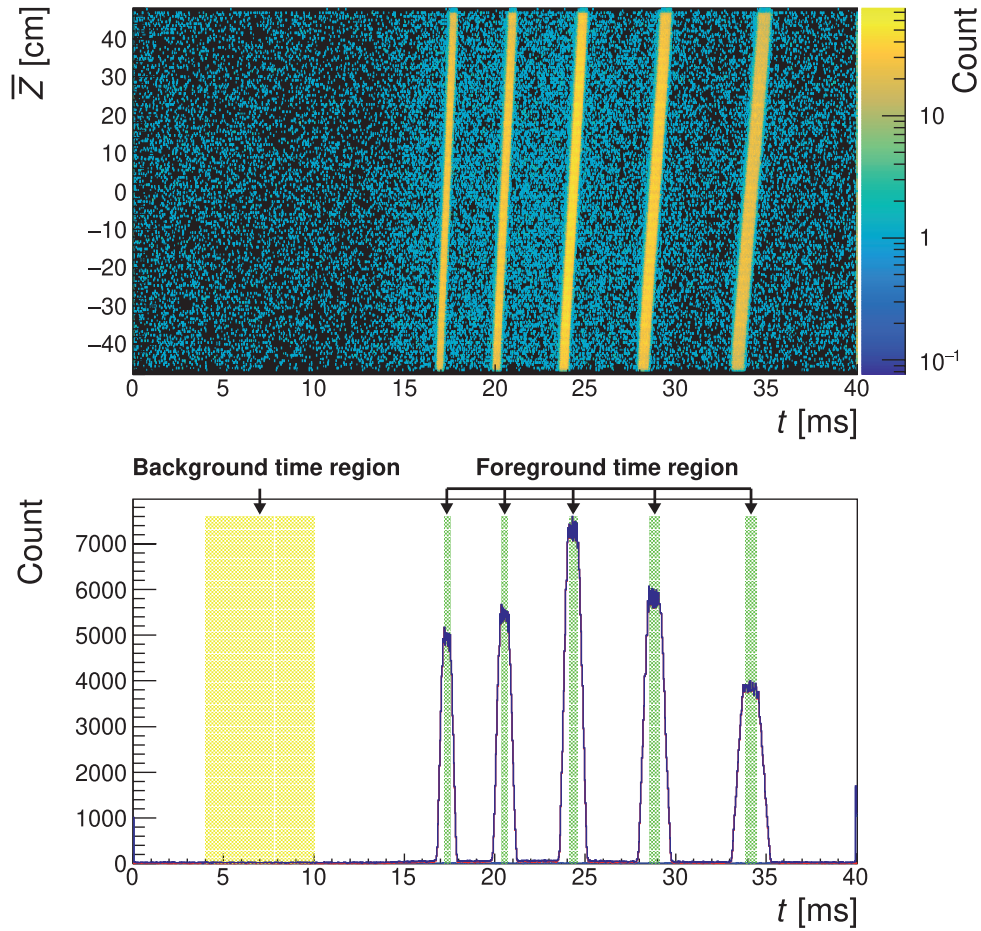 Z̅ [cm]
40
30
20
10
0
−10
−20
−30
−40
0 5 10 15 20 25 30 35 40
t [ms]
Count
10
1
10⁻¹
Background time region
Foreground time region
Count
7000
6000
5000
4000
3000
2000
1000
0
0 5 10 15 20 25 30 35 40
t [ms]